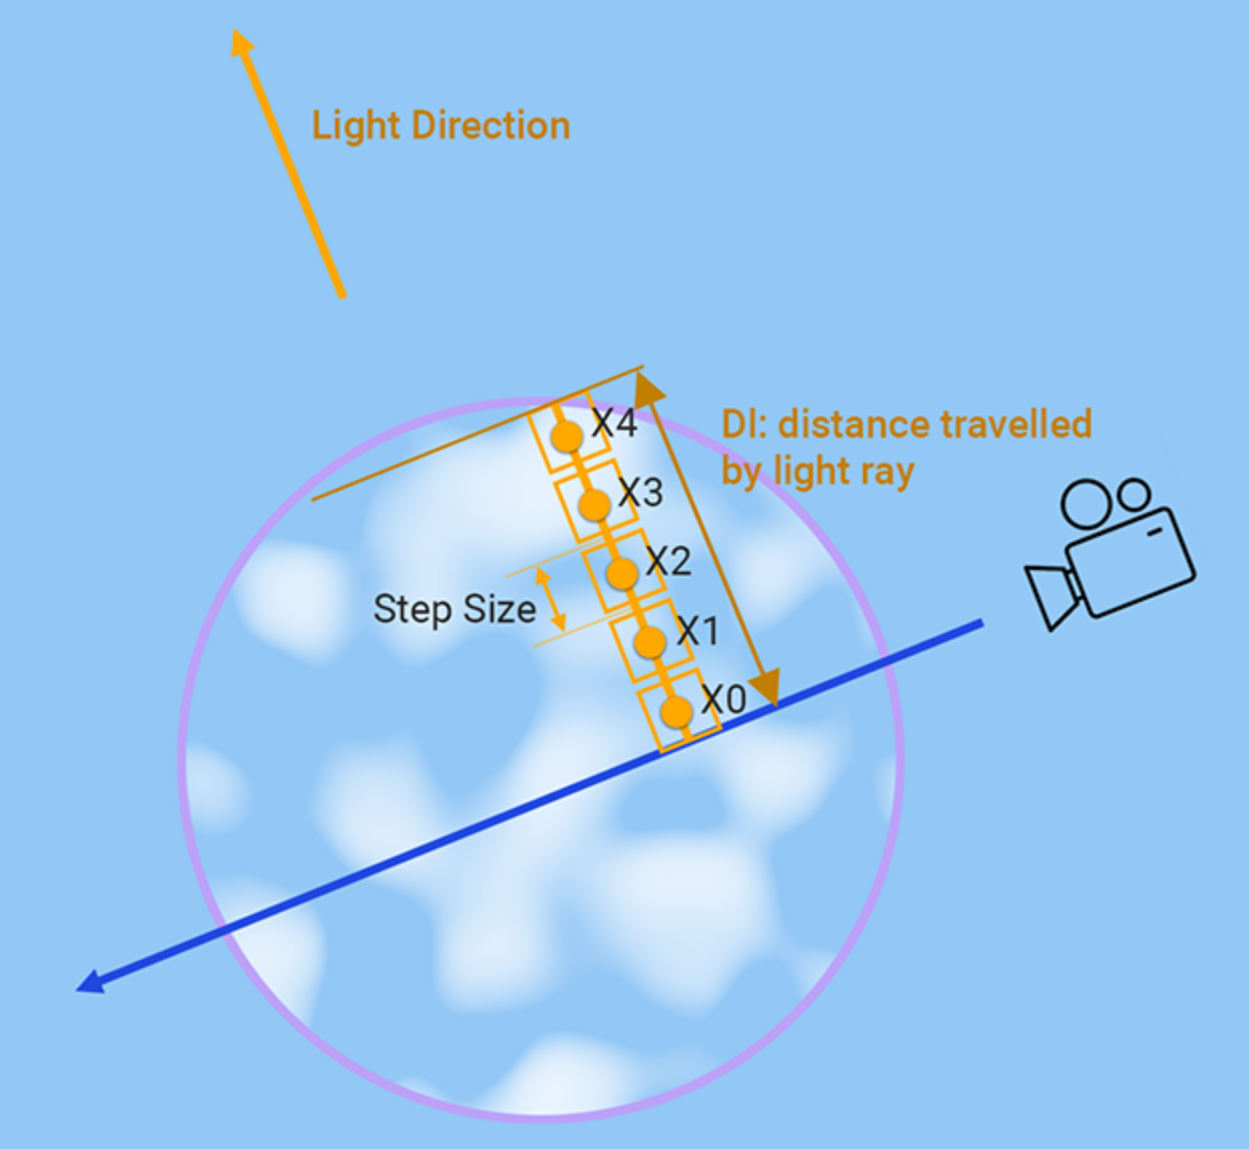 Light Direction
X4
Dl: distance travelled
by light ray
X3
X2
Step Size
X1
X0